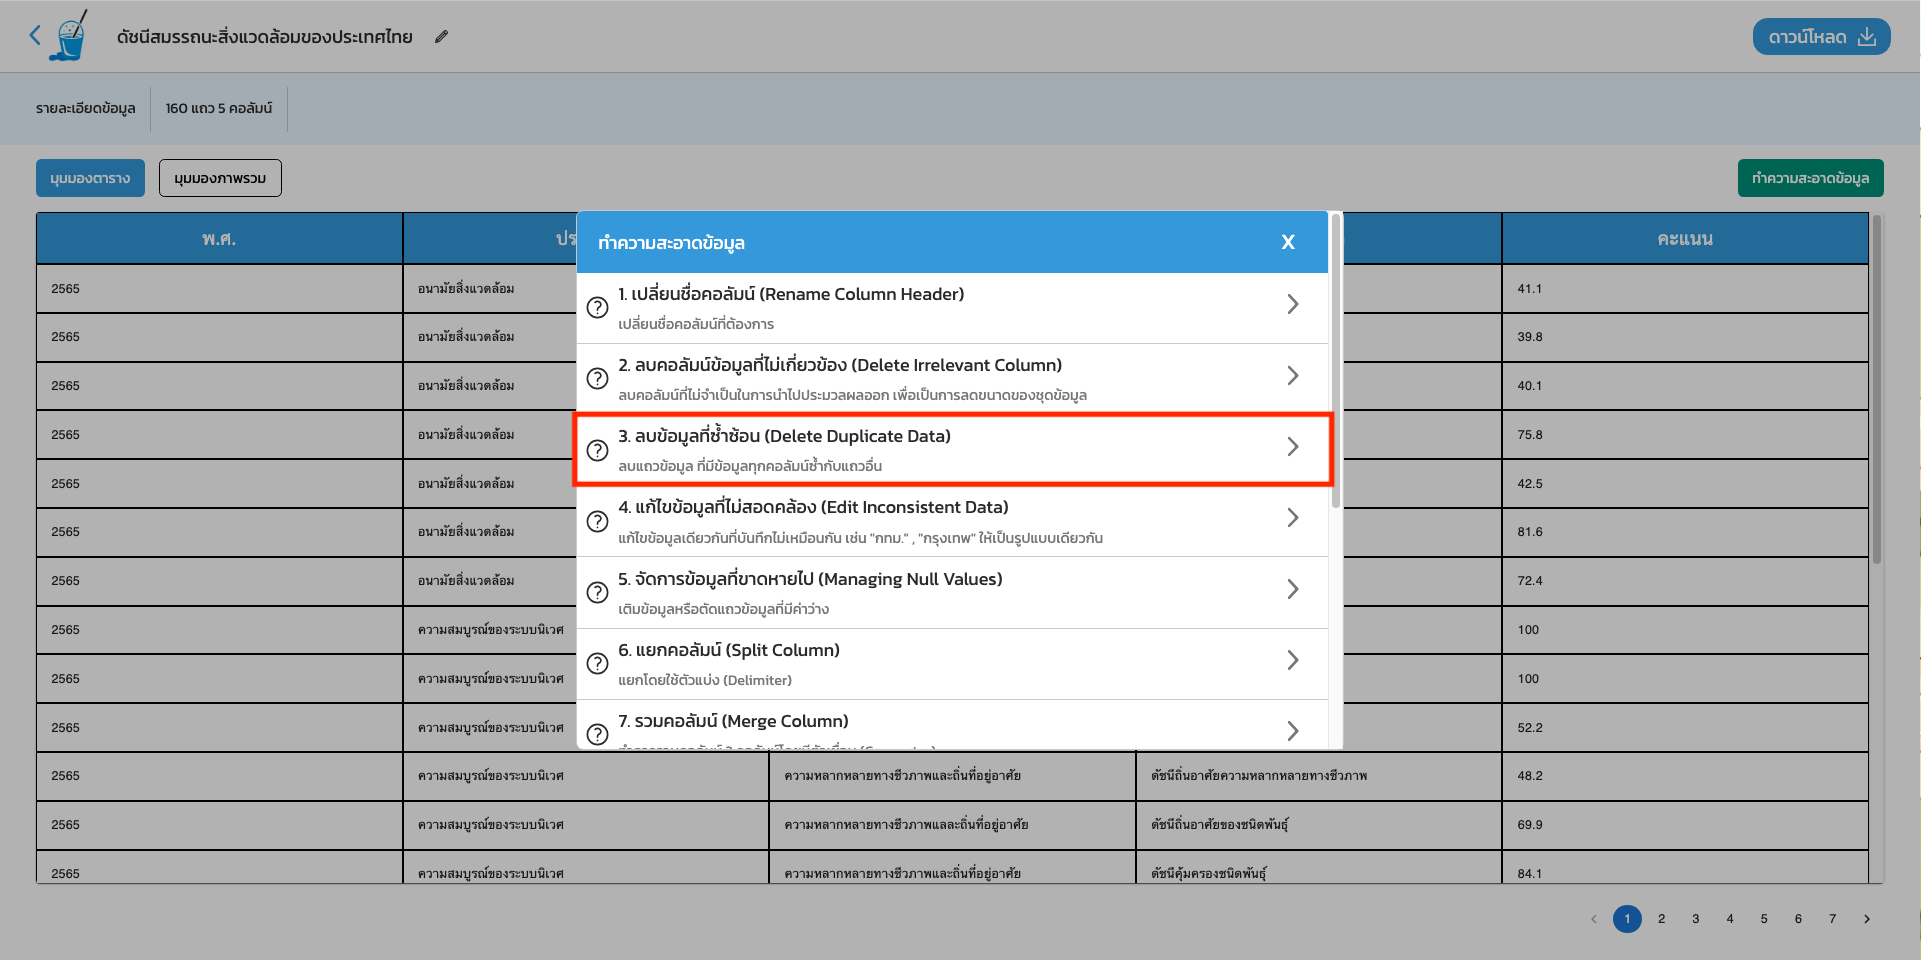 ดัชนีสมรรถนะสิ่งแวดล้อมของประเทศไทย
ดาวน์โหลด
รายละเอียดข้อมูล
160 แถว 5 คอลัมน์
มุมมองตาราง
มุมมองภาพรวม
ทำความสะอาดข้อมูล
พ.ศ.
ปร
คะแนน
ทำความสะอาดข้อมูล
X
1. เปลี่ยนชื่อคอลัมน์ (Rename Column Header)
เปลี่ยนชื่อคอลัมน์ที่ต้องการ
2. ลบคอลัมน์ข้อมูลที่ไม่เกี่ยวข้อง (Delete Irrelevant Column)
ลบคอลัมน์ที่ไม่จำเป็นในการนำไปประมวลผลออก เพื่อเป็นการลดขนาดของชุดข้อมูล
3. ลบข้อมูลที่ซ้ำซ้อน (Delete Duplicate Data)
ลบแถวข้อมูล ที่มีข้อมูลทุกคอลัมน์ซ้ำกับแถวอื่น
4. แก้ไขข้อมูลที่ไม่สอดคล้อง (Edit Inconsistent Data)
แก้ไขข้อมูลเดียวกันที่บันทึกไม่เหมือนกัน เช่น "กทม." , "กรุงเทพ" ให้เป็นรูปแบบเดียวกัน
5. จัดการข้อมูลที่ขาดหายไป (Managing Null Values)
เติมข้อมูลหรือตัดแถวข้อมูลที่มีค่าว่าง
6. แยกคอลัมน์ (Split Column)
แยกโดยใช้ตัวแบ่ง (Delimiter)
7. รวมคอลัมน์ (Merge Column)
2565 อนามัยสิ่งแวดล้อม 41.1
2565 อนามัยสิ่งแวดล้อม 39.8
2565 อนามัยสิ่งแวดล้อม 40.1
2565 อนามัยสิ่งแวดล้อม 75.8
2565 อนามัยสิ่งแวดล้อม 42.5
2565 อนามัยสิ่งแวดล้อม 81.6
2565 อนามัยสิ่งแวดล้อม 72.4
2565 ความสมบูรณ์ของระบบนิเวศ 100
2565 ความสมบูรณ์ของระบบนิเวศ 100
2565 ความสมบูรณ์ของระบบนิเวศ 52.2
2565 ความสมบูรณ์ของระบบนิเวศ ความหลากหลายทางชีวภาพและถิ่นที่อยู่อาศัย ดัชนีถิ่นอาศัยความหลากหลายทางชีวภาพ 48.2
2565 ความสมบูรณ์ของระบบนิเวศ ความหลากหลายทางชีวภาพแลละถิ่นที่อยู่อาศัย ดัชนีถิ่นอาศัยของชนิดพันธุ์ 69.9
2565 ความสมบูรณ์ของระบบนิเวศ ความหลากหลายทางชีวภาพและถิ่นที่อยู่อาศัย ดัชนีคุ้มครองชนิดพันธุ์ 84.1
1 2 3 4 5 6 7